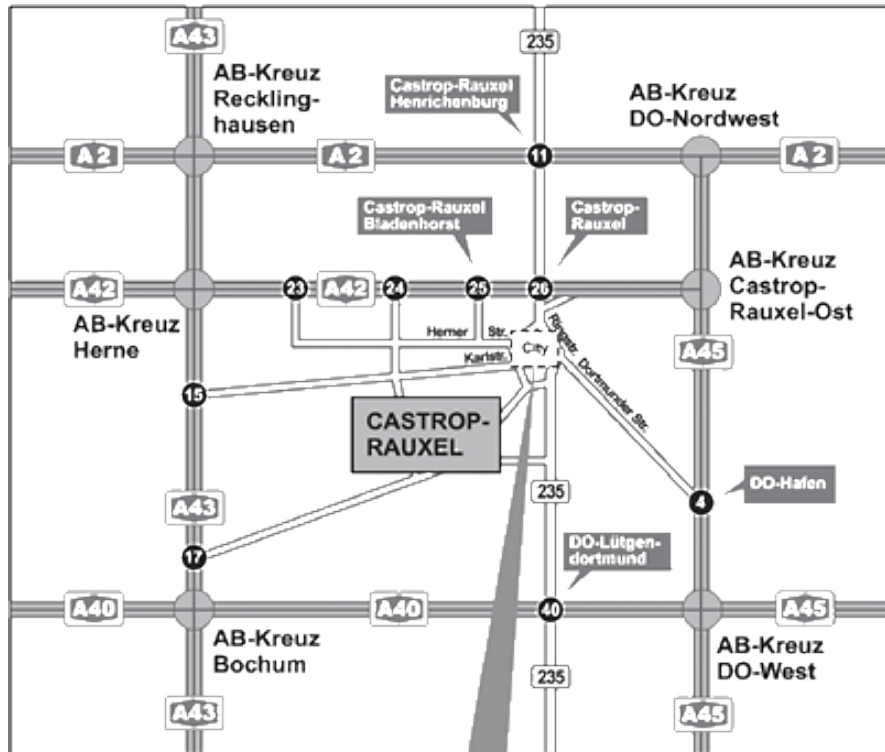 A43
235
AB-Kreuz
Reckling-
hausen
Castrop-Rauxel
Henrichenburg
AB-Kreuz
DO-Nordwest
A2
A2
11
A2
Castrop-Rauxel
Bladenhorst
Castrop-
Rauxel
A42
23
A42
24
25
26
AB-Kreuz
Castrop-
Rauxel-Ost
AB-Kreuz
Herne
Herner Str.
Karlstr.
City
Ringstr.
Dortmunder Str.
A45
15
CASTROP-
RAUXEL
A43
235
4
DO-Hafen
17
DO-Lütgen-
dortmund
A40
A40
40
A45
AB-Kreuz
Bochum
AB-Kreuz
DO-West
235
A43
A45